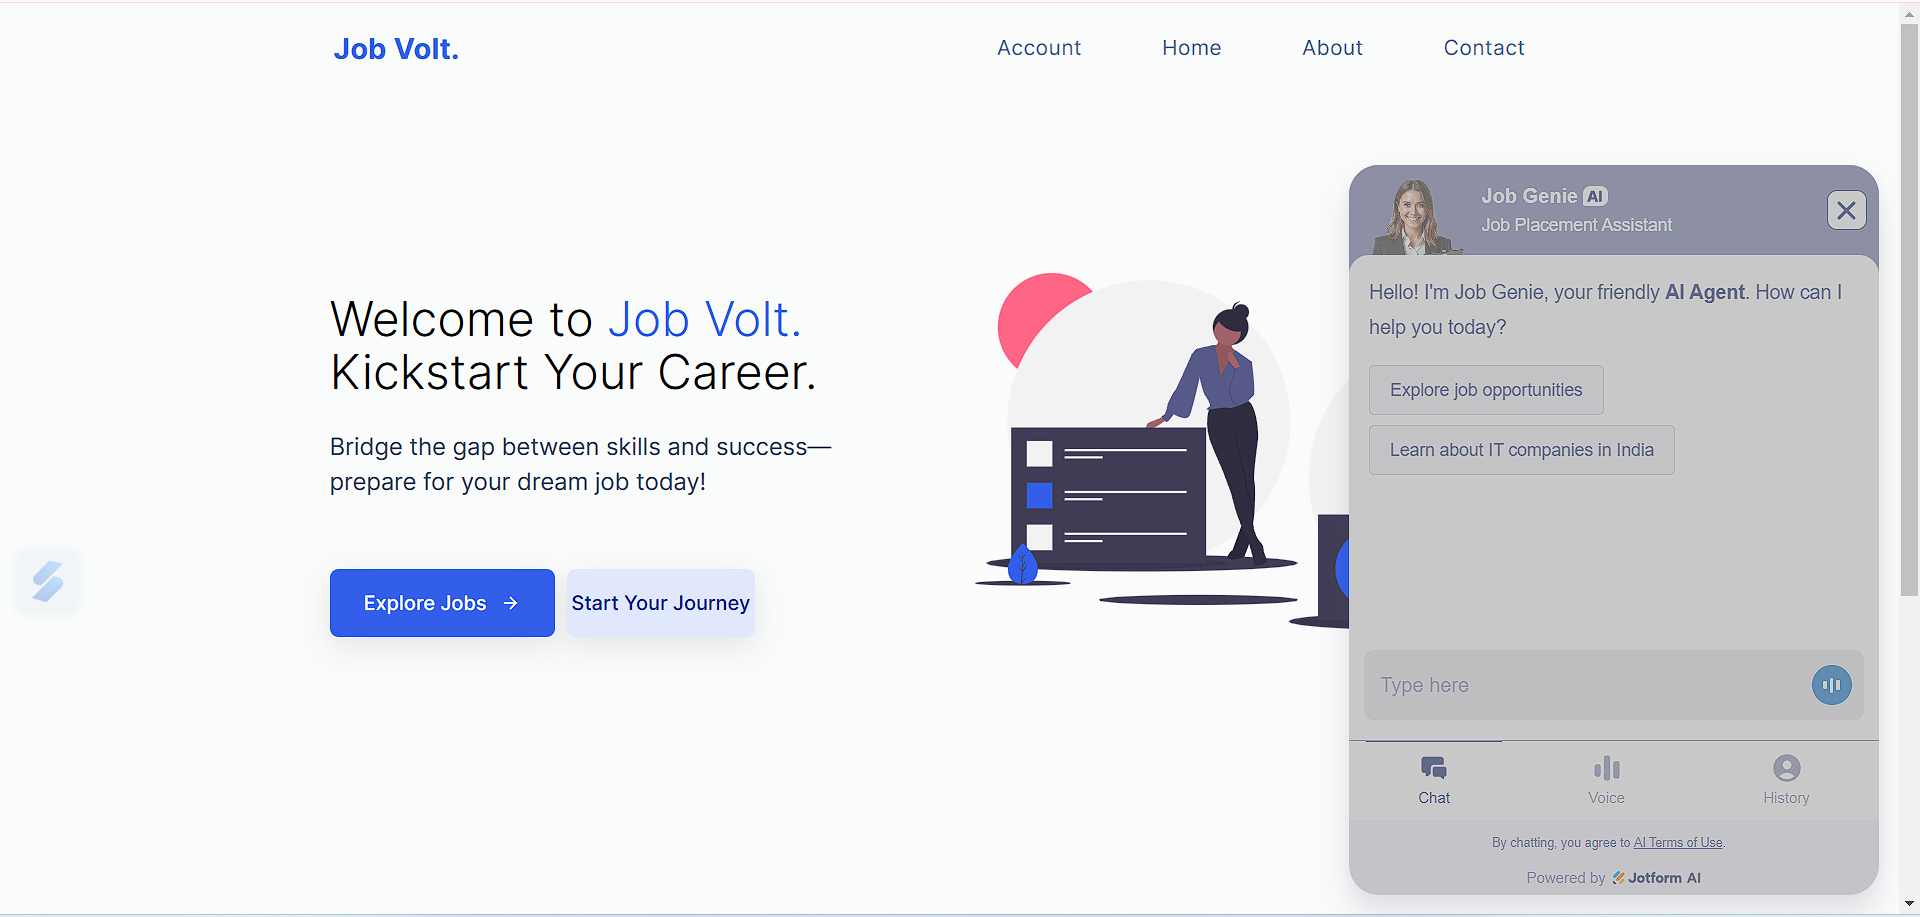 Job Volt.
Account
Home
About
Contact
Welcome to Job Volt.
Kickstart Your Career.
Bridge the gap between skills and success—
prepare for your dream job today!
Explore Jobs
Start Your Journey
Job Genie AI
Job Placement Assistant
Hello! I'm Job Genie, your friendly AI Agent. How can I
help you today?
Explore job opportunities
Learn about IT companies in India
Type here
Chat
Voice
History
By chatting, you agree to AI Terms of Use.
Powered by Jotform AI